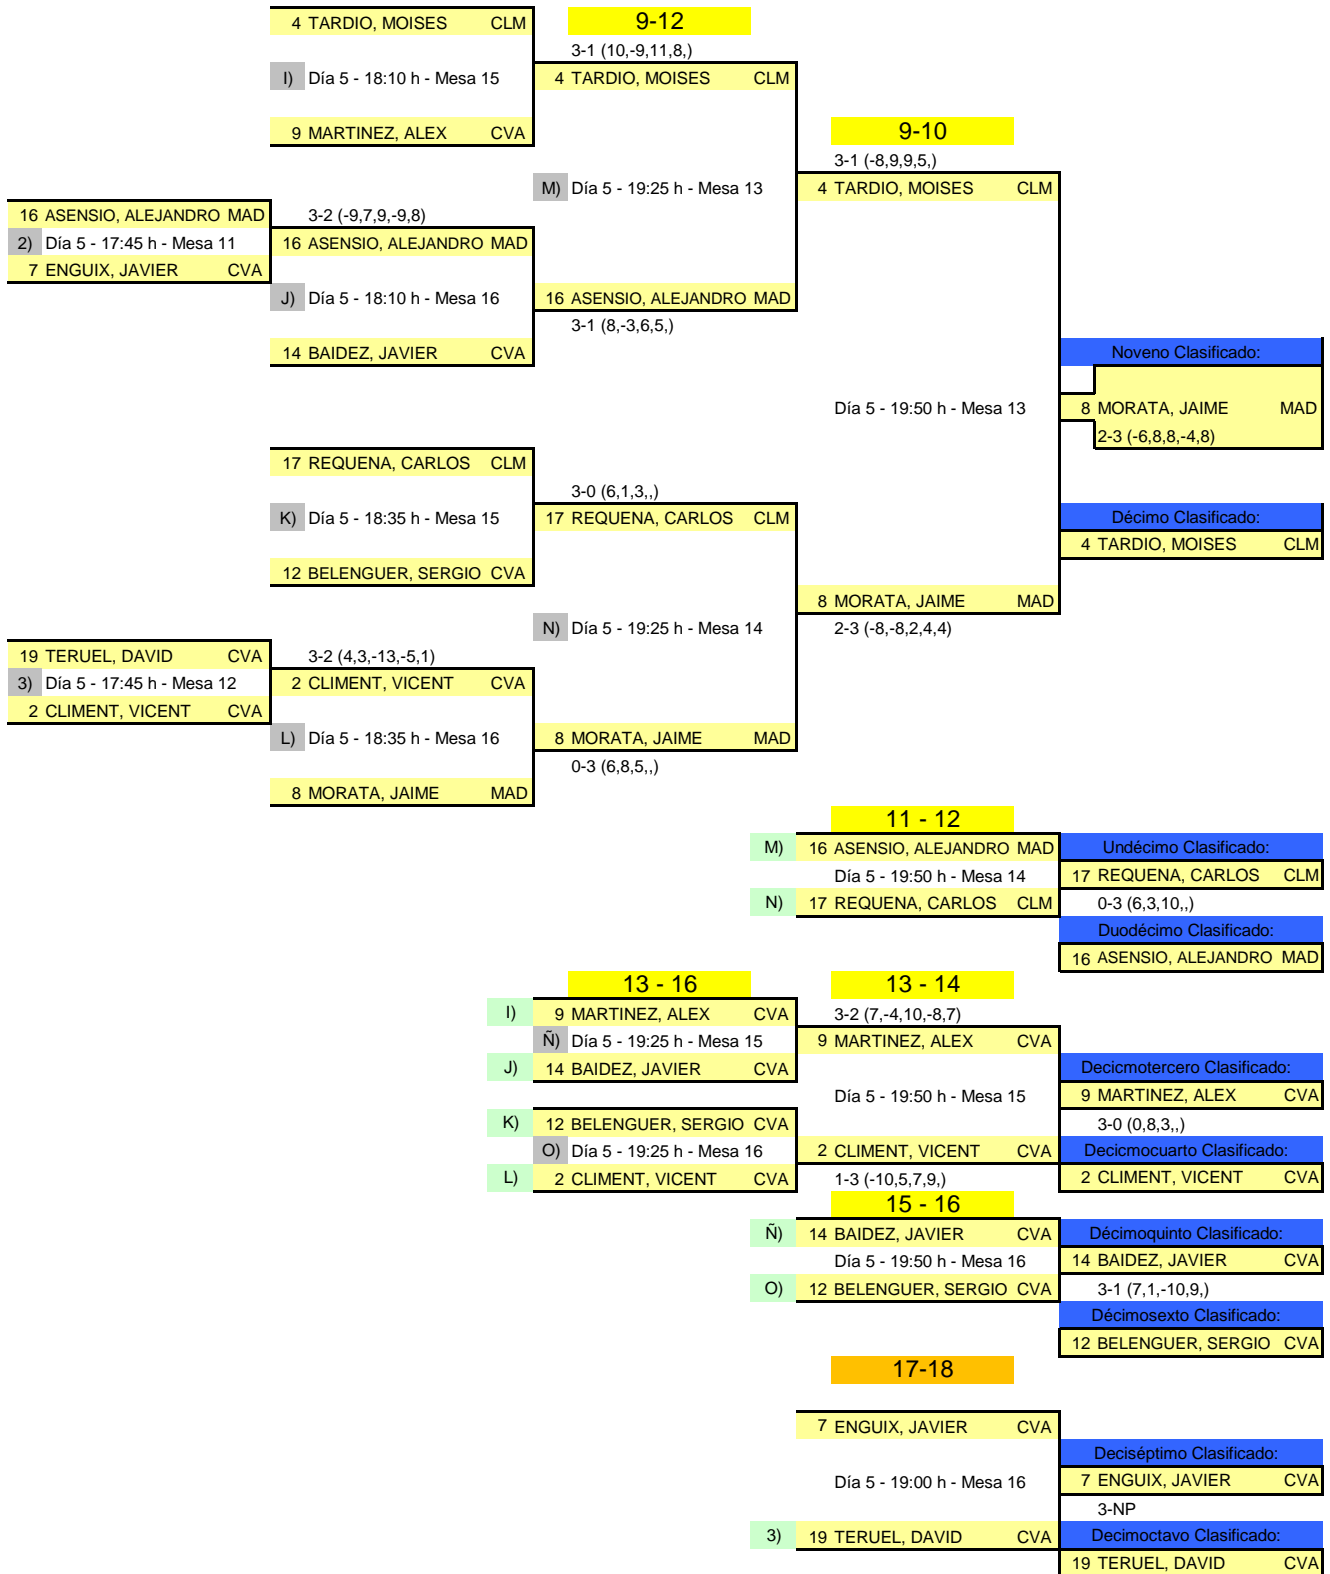 4 TARDIO, MOISES CLM 9-12
3-1 (10,-9,11,8,)
I) Día 5 - 18:10 h - Mesa 15 4 TARDIO, MOISES CLM
9 MARTINEZ, ALEX CVA 9-10
3-1 (-8,9,9,5,)
M) Día 5 - 19:25 h - Mesa 13 4 TARDIO, MOISES CLM
16 ASENSIO, ALEJANDRO MAD 3-2 (-9,7,9,-9,8)
2) Día 5 - 17:45 h - Mesa 11 16 ASENSIO, ALEJANDRO MAD
7 ENGUIX, JAVIER CVA
J) Día 5 - 18:10 h - Mesa 16 16 ASENSIO, ALEJANDRO MAD
3-1 (8,-3,6,5,)
14 BAIDEZ, JAVIER CVA Noveno Clasificado:
Día 5 - 19:50 h - Mesa 13 8 MORATA, JAIME MAD
2-3 (-6,8,8,-4,8)
17 REQUENA, CARLOS CLM
3-0 (6,1,3,,)
K) Día 5 - 18:35 h - Mesa 15 17 REQUENA, CARLOS CLM Décimo Clasificado:
4 TARDIO, MOISES CLM
12 BELENGUER, SERGIO CVA
8 MORATA, JAIME MAD
N) Día 5 - 19:25 h - Mesa 14 2-3 (-8,-8,2,4,4)
19 TERUEL, DAVID CVA 3-2 (4,3,-13,-5,1)
3) Día 5 - 17:45 h - Mesa 12 2 CLIMENT, VICENT CVA
2 CLIMENT, VICENT CVA
L) Día 5 - 18:35 h - Mesa 16 8 MORATA, JAIME MAD
0-3 (6,8,5,,)
8 MORATA, JAIME MAD
11 - 12
M) 16 ASENSIO, ALEJANDRO MAD Undécimo Clasificado:
Día 5 - 19:50 h - Mesa 14 17 REQUENA, CARLOS CLM
N) 17 REQUENA, CARLOS CLM 0-3 (6,3,10,,)
Duodécimo Clasificado:
16 ASENSIO, ALEJANDRO MAD
13 - 16 13 - 14
I) 9 MARTINEZ, ALEX CVA 3-2 (7,-4,10,-8,7)
Ñ) Día 5 - 19:25 h - Mesa 15 9 MARTINEZ, ALEX CVA
J) 14 BAIDEZ, JAVIER CVA Decicmotercero Clasificado:
Día 5 - 19:50 h - Mesa 15 9 MARTINEZ, ALEX CVA
K) 12 BELENGUER, SERGIO CVA 3-0 (0,8,3,,)
O) Día 5 - 19:25 h - Mesa 16 2 CLIMENT, VICENT CVA Decicmocuarto Clasificado:
L) 2 CLIMENT, VICENT CVA 1-3 (-10,5,7,9,) 2 CLIMENT, VICENT CVA
15 - 16
Ñ) 14 BAIDEZ, JAVIER CVA Décimoquinto Clasificado:
Día 5 - 19:50 h - Mesa 16 14 BAIDEZ, JAVIER CVA
O) 12 BELENGUER, SERGIO CVA 3-1 (7,1,-10,9,)
Décimosexto Clasificado:
12 BELENGUER, SERGIO CVA
17-18
7 ENGUIX, JAVIER CVA
Deciséptimo Clasificado:
Día 5 - 19:00 h - Mesa 16 7 ENGUIX, JAVIER CVA
3-NP
3) 19 TERUEL, DAVID CVA Decimoctavo Clasificado:
19 TERUEL, DAVID CVA